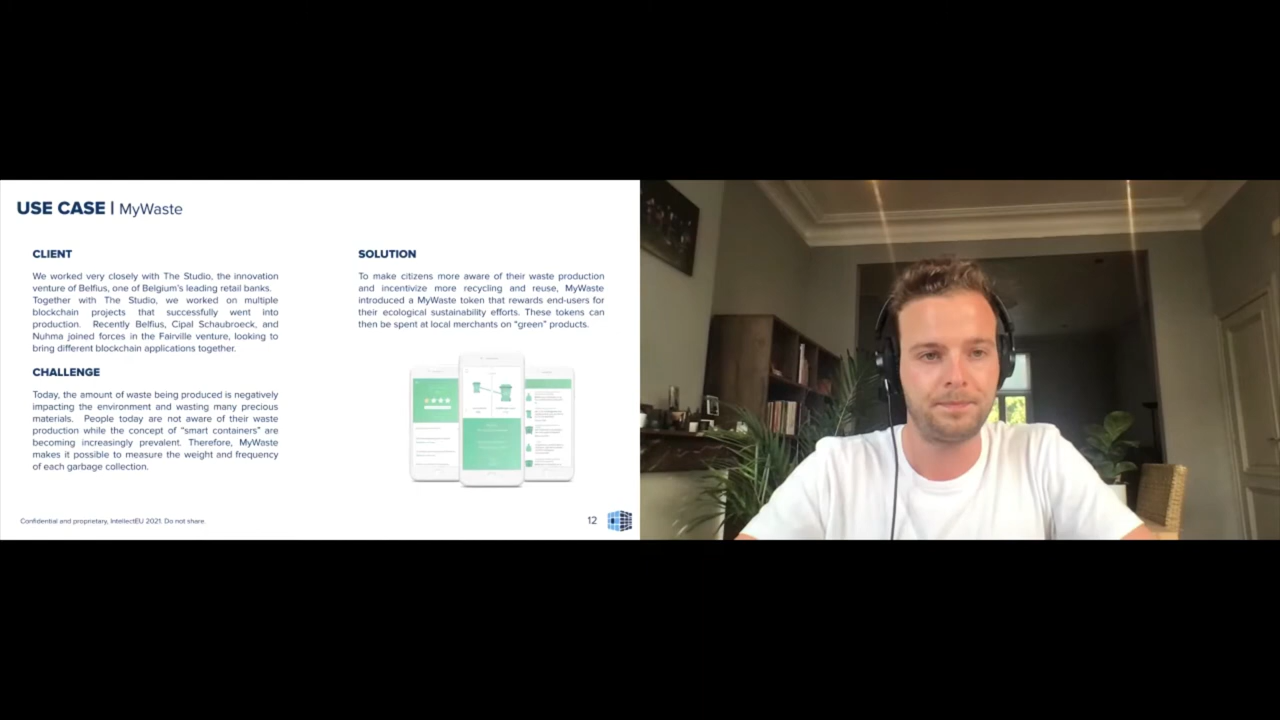 USE CASE | MyWaste
CLIENT
We worked very closely with The Studio, the innovation
venture of Belfius, one of Belgium's leading retail banks.
Together with The Studio, we worked on multiple
blockchain projects that successfully went into
production. Recently Belfius, Cipal Schaubroeck, and
Nuhma joined forces in the Fairville venture, looking to
bring different blockchain applications together.
CHALLENGE
Today, the amount of waste being produced is negatively
impacting the environment and wasting many precious
materials. People today are not aware of their waste
production while the concept of "smart containers" are
becoming increasingly prevalent. Therefore, MyWaste
makes it possible to measure the weight and frequency
of each garbage collection.
SOLUTION
To make citizens more aware of their waste production
and incentivize more recycling and reuse, MyWaste
introduced a MyWaste token that rewards end-users for
their ecological sustainability efforts. These tokens can
then be spent at local merchants on "green" products.
Confidential and proprietary, IntellectEU 2021. Do not share
12